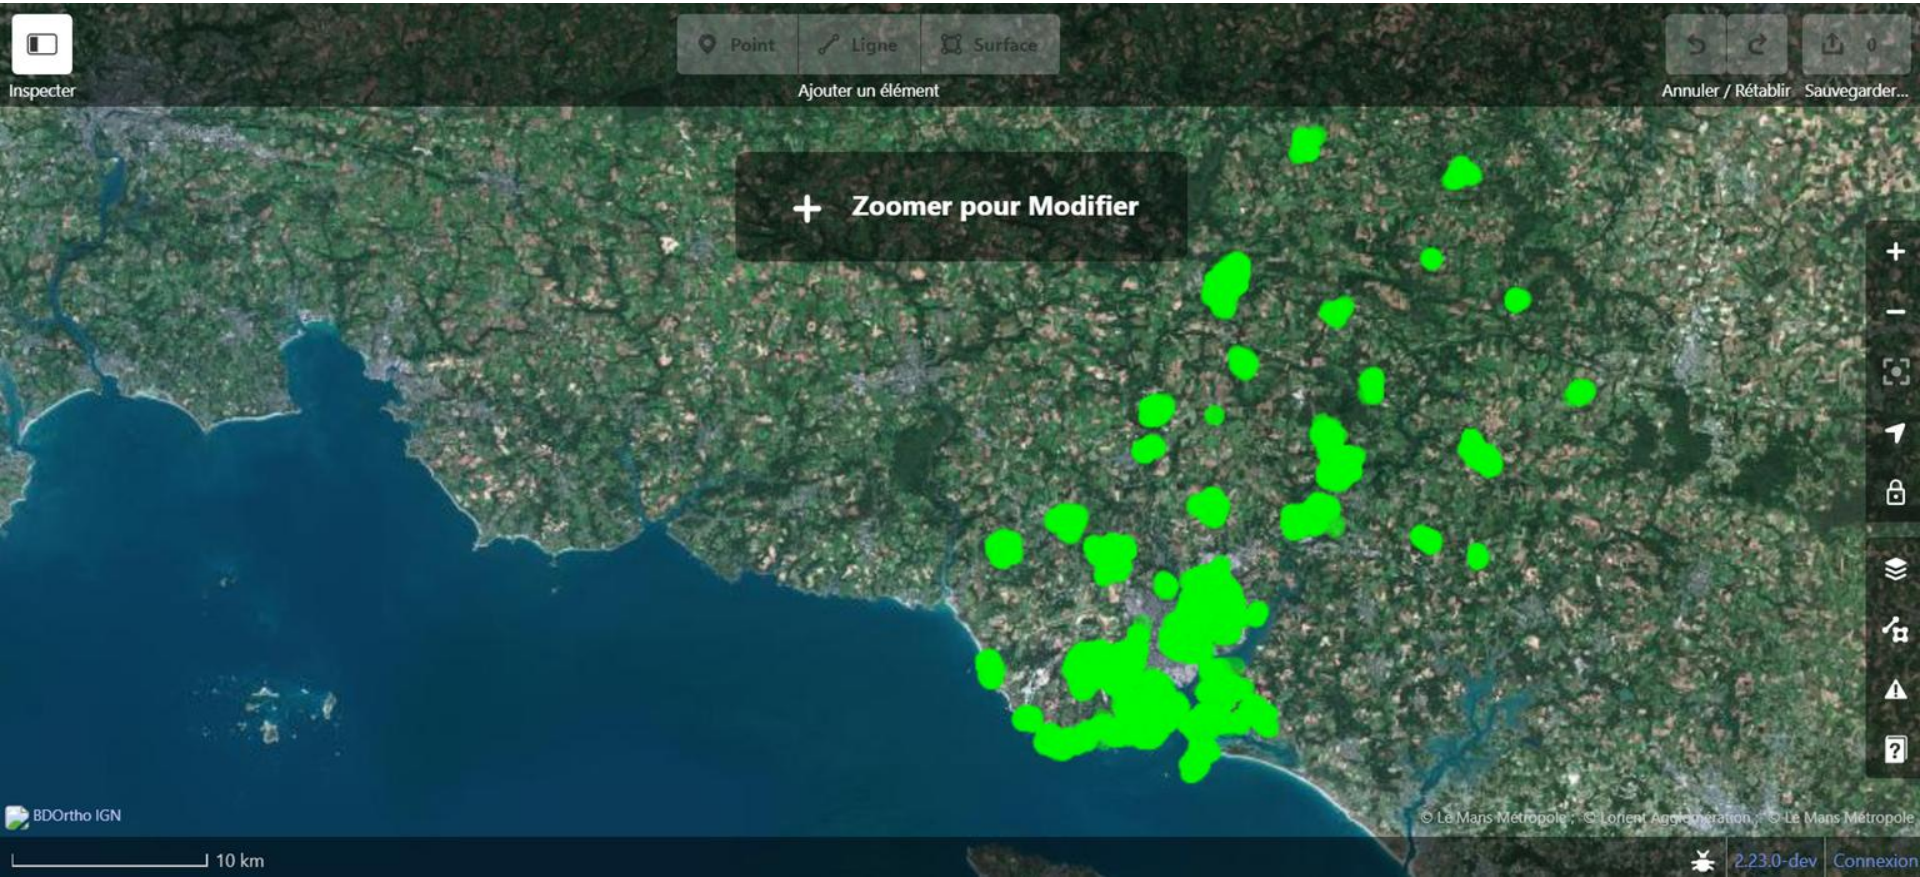 Point
Ligne
Surface
0
Inspecter
Ajouter un élément
Annuler / Rétablir
Sauvegarder...
Zoomer pour Modifier
BDOrtho IGN
© Le Mans Métropole ; © Lorient Agglomération ; © Le Mans Métropole
10 km
2.23.0-dev
Connexion